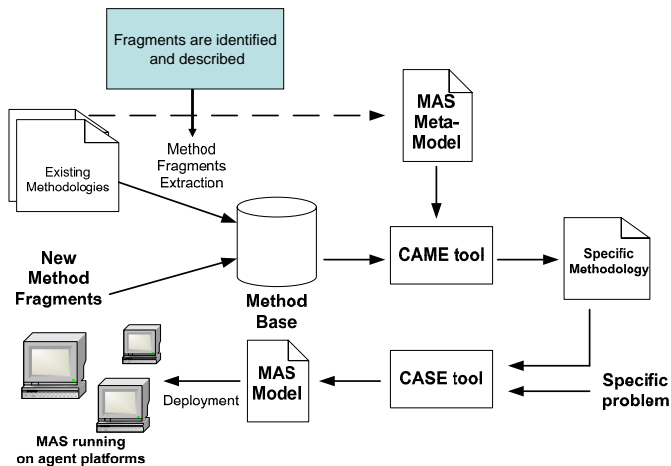 Fragments are identified
and described
MAS
Meta-
Model
Existing
Methodologies
Method
Fragments
Extraction
New
Method
Fragments
Method
Base
CAME tool
Specific
Methodology
MAS
Model
CASE tool
Specific
problem
Deployment
MAS running
on agent platforms